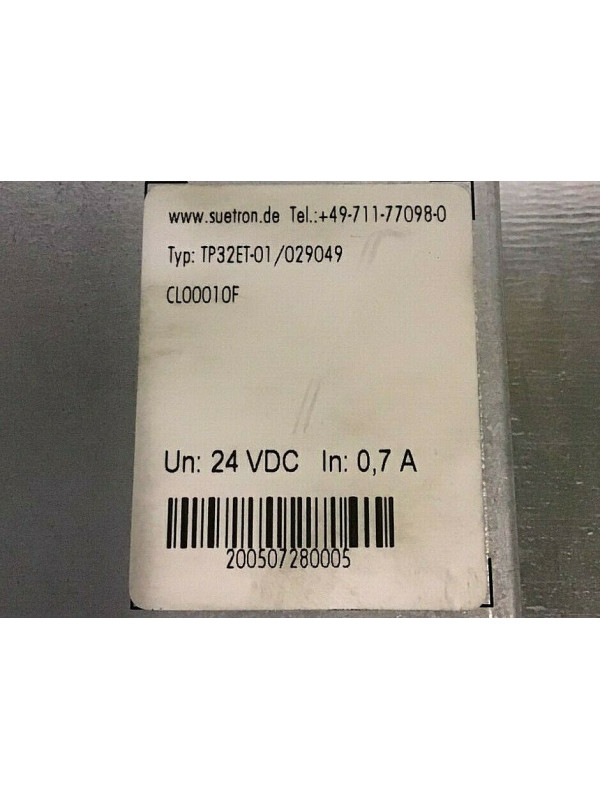 www.suetron.de Tel.:+49-711-77098-0
Typ: TP32ET-01/029049
CL00010F
Un: 24 VDC In: 0,7 A
200507280005